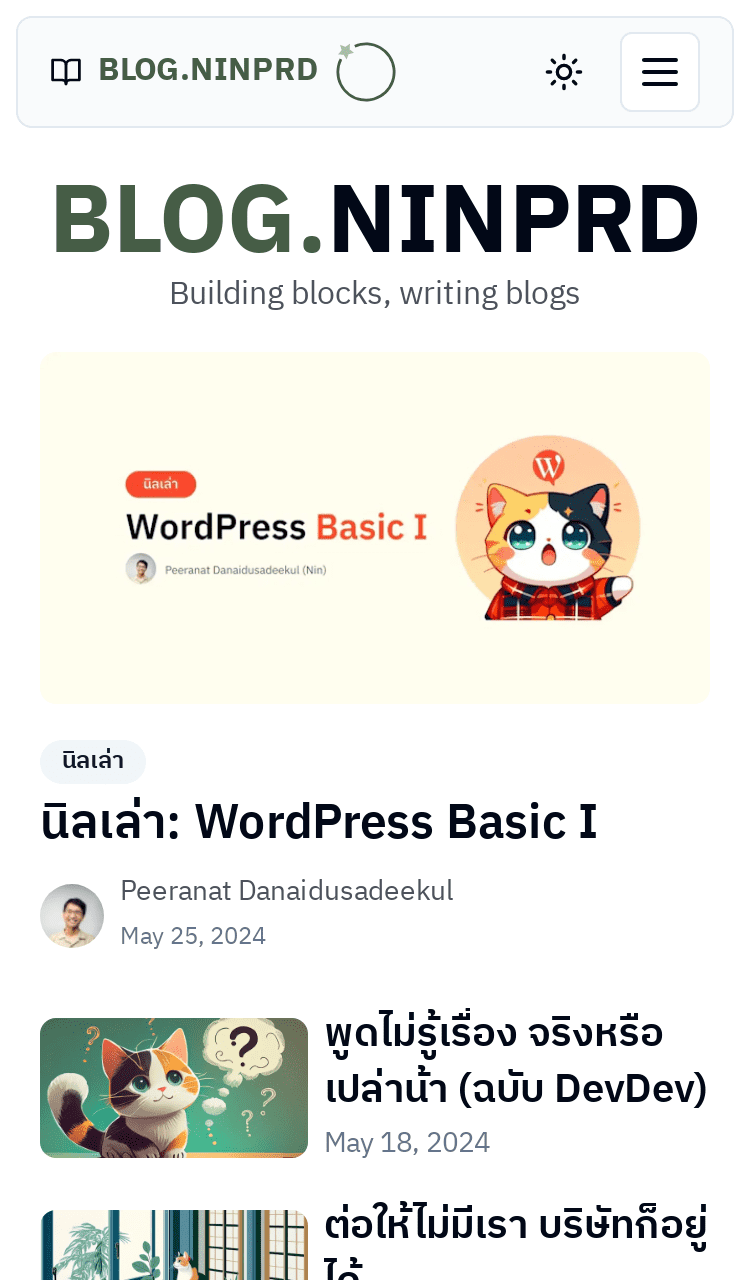 BLOG.NINPRD
BLOG.NINPRD
Building blocks, writing blogs
นิลเล่า
WordPress Basic I
Peeranat Danaidusadeekul (Nin)
นิลเล่า
นิลเล่า: WordPress Basic I
Peeranat Danaidusadeekul
May 25, 2024
พูดไม่รู้เรื่อง จริงหรือ
เปล่าน้า (ฉบับ DevDev)
May 18, 2024
ต่อให้ไม่มีเรา บริษัทก็อยู่
ได้